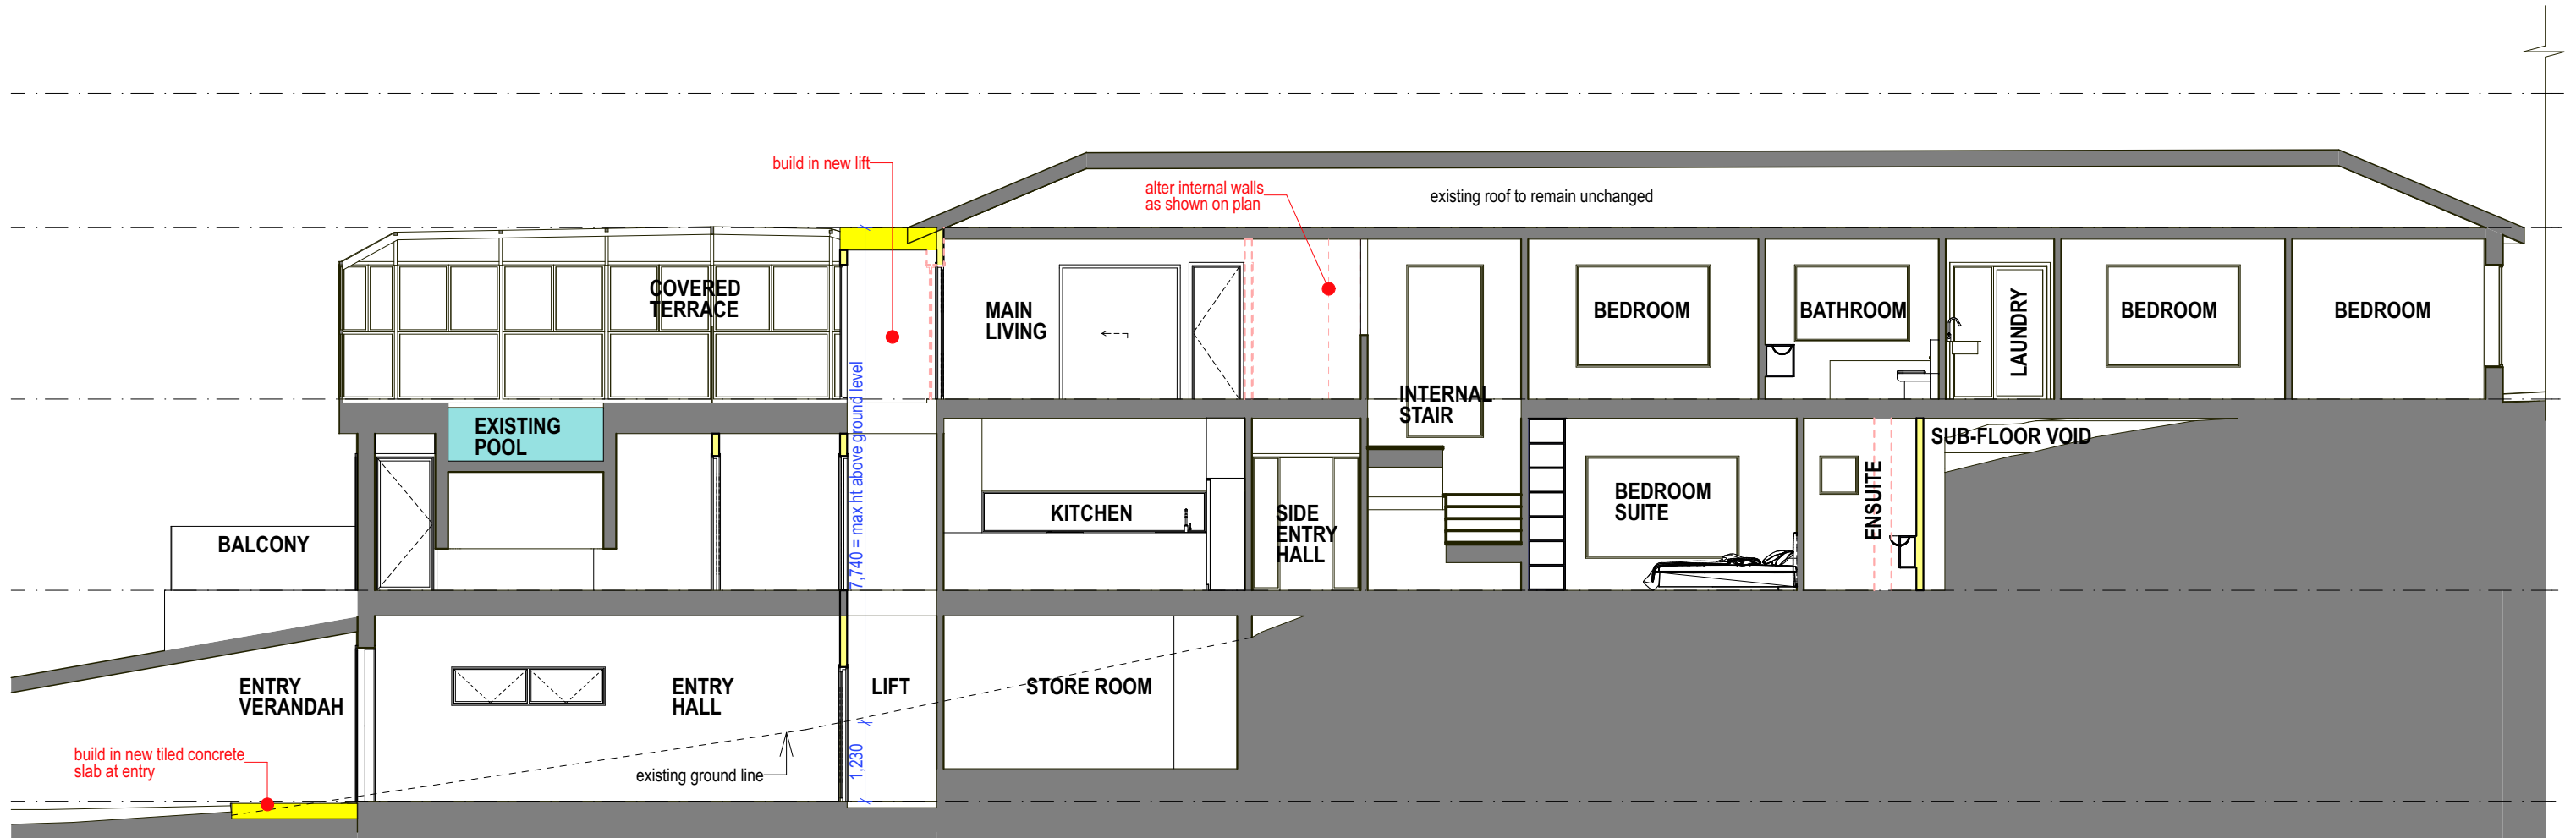 build in new lift
alter internal walls
as shown on plan
existing roof to remain unchanged
COVERED
TERRACE
MAIN
LIVING
BEDROOM
BATHROOM
LAUNDRY
BEDROOM
BEDROOM
INTERNAL
STAIR
EXISTING
POOL
7,740 = max ht above ground level
SUB-FLOOR VOID
BALCONY
KITCHEN
SIDE
ENTRY
HALL
BEDROOM
SUITE
ENSUITE
ENTRY
VERANDAH
ENTRY
HALL
LIFT
STORE ROOM
build in new tiled concrete
slab at entry
existing ground line
1,230